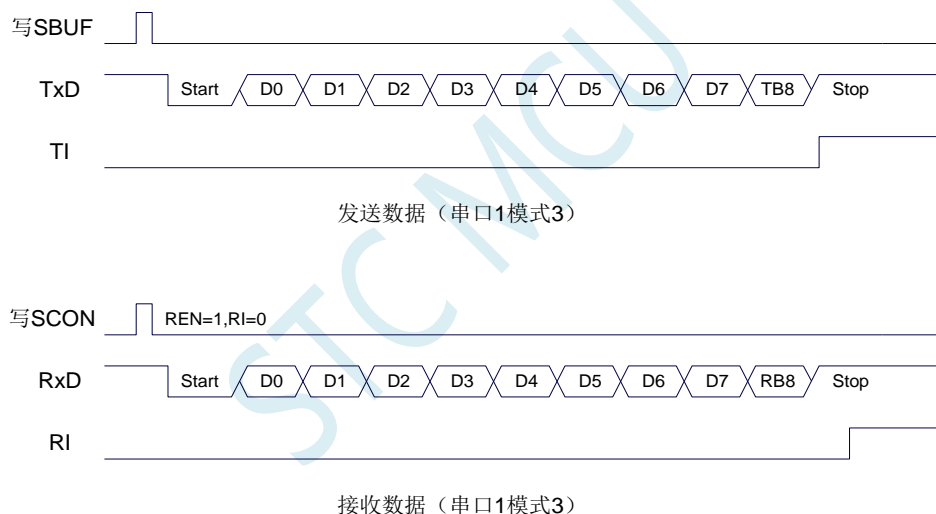 写SBUF
TxD Start D0 D1 D2 D3 D4 D5 D6 D7 TB8 Stop
TI
发送数据（串口1模式3）
写SCON REN=1,RI=0
RxD Start D0 D1 D2 D3 D4 D5 D6 D7 RB8 Stop
RI
接收数据（串口1模式3）
STC MCU